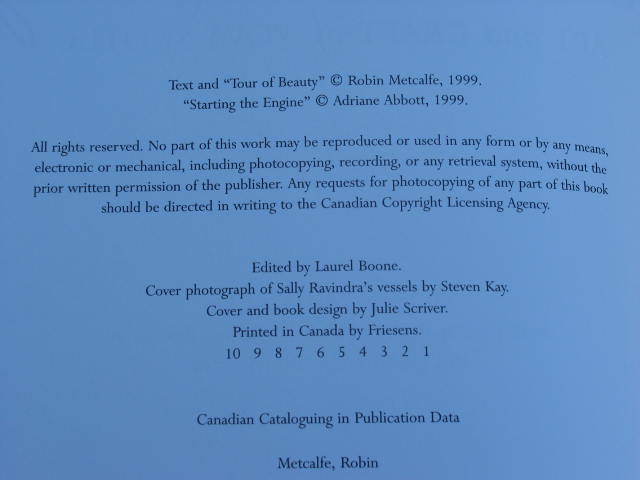 Text and “Tour of Beauty” © Robin Metcalfe, 1999.
“Starting the Engine” © Adriane Abbott, 1999.
All rights reserved. No part of this work may be reproduced or used in any form or by any means,
electronic or mechanical, including photocopying, recording, or any retrieval system, without the
prior written permission of the publisher. Any requests for photocopying of any part of this book
should be directed in writing to the Canadian Copyright Licensing Agency.
Edited by Laurel Boone.
Cover photograph of Sally Ravindra’s vessels by Steven Kay.
Cover and book design by Julie Scriver.
Printed in Canada by Friesens.
10 9 8 7 6 5 4 3 2 1
Canadian Cataloguing in Publication Data
Metcalfe, Robin